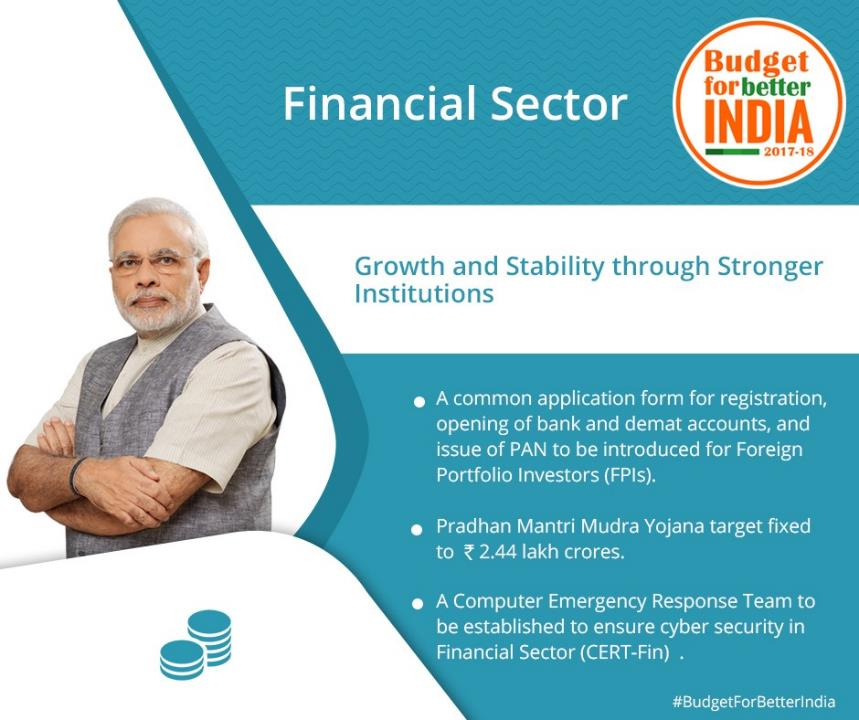 Financial Sector
Budget
forbetter
INDIA
2017-18
Growth and Stability through Stronger
Institutions
A common application form for registration,
opening of bank and demat accounts, and
issue of PAN to be introduced for Foreign
Portfolio Investors (FPIs).
Pradhan Mantri Mudra Yojana target fixed
to ₹ 2.44 lakh crores.
A Computer Emergency Response Team to
be established to ensure cyber security in
Financial Sector (CERT-Fin) .
#BudgetForBetterIndia